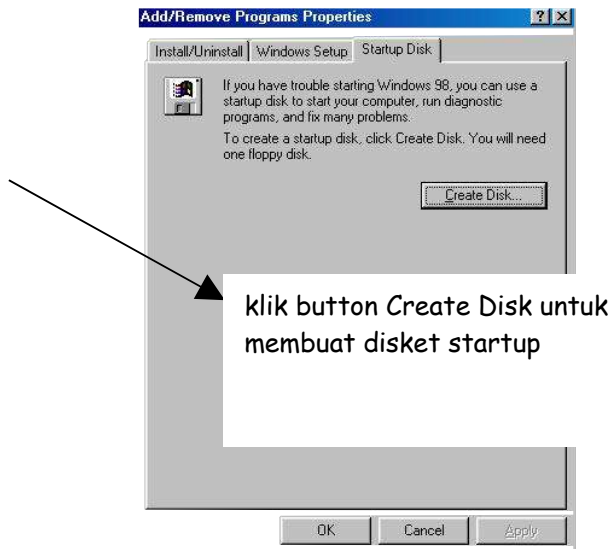 Add/Remove Programs Properties
Install/Uninstall Windows Setup Startup Disk
If you have trouble starting Windows 98, you can use a
startup disk to start your computer, run diagnostic
programs, and fix many problems.
To create a startup disk, click Create Disk. You will need
one floppy disk.
Create Disk...
klik button Create Disk untuk
membuat disket startup
OK Cancel Apply